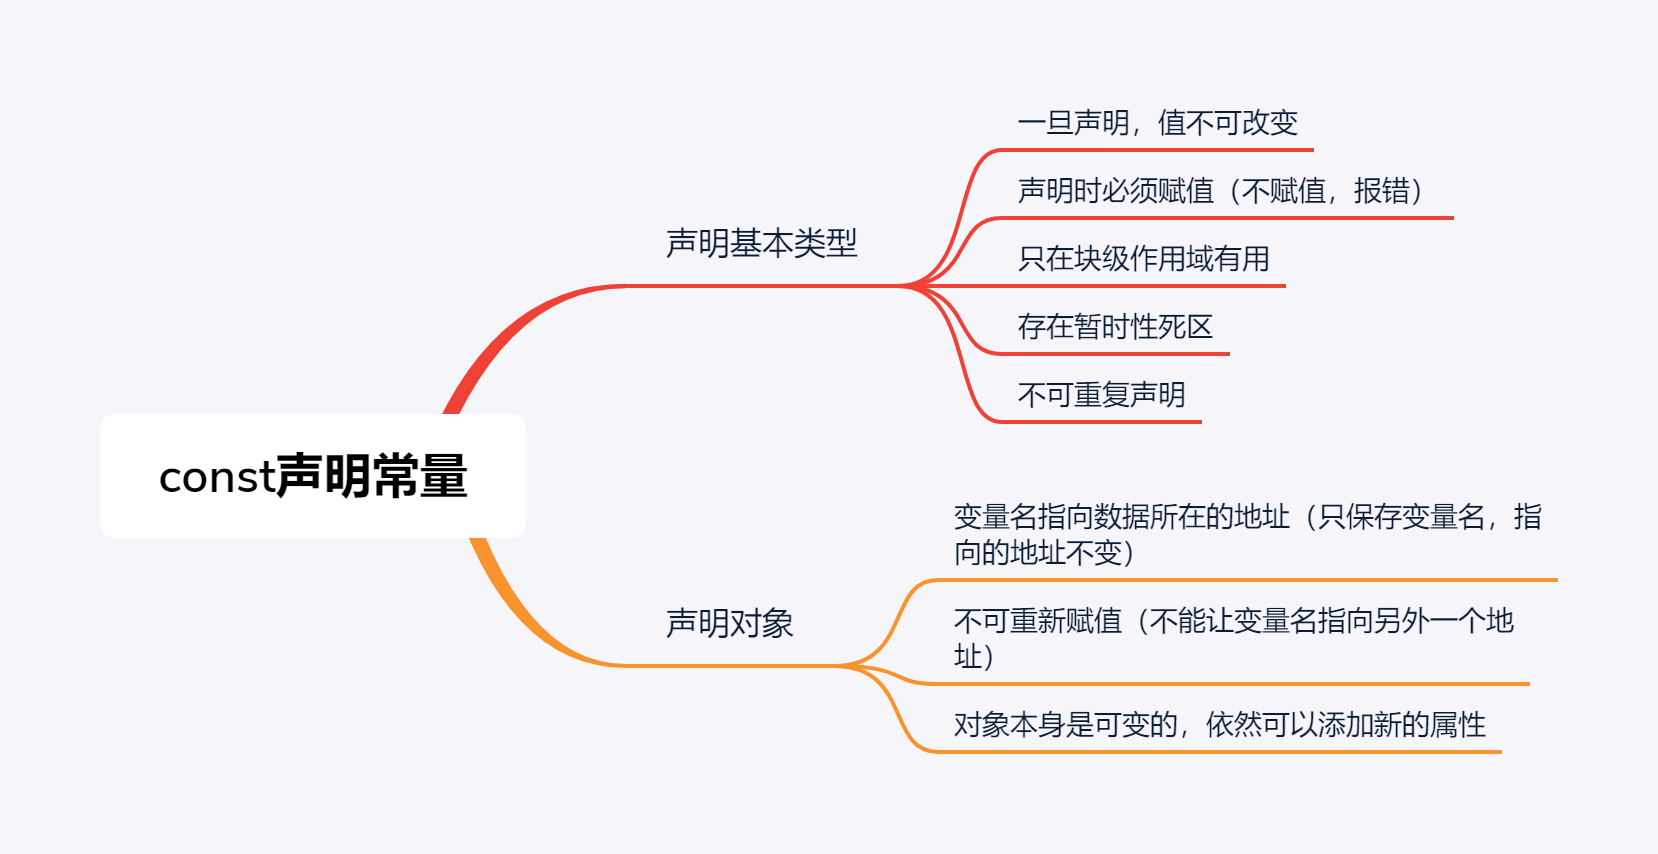 const声明常量
声明基本类型
一旦声明，值不可改变
声明时必须赋值（不赋值，报错）
只在块级作用域有用
存在暂时性死区
不可重复声明
声明对象
变量名指向数据所在的地址（只保存变量名，指
向的地址不变）
不可重新赋值（不能让变量名指向另外一个地
址）
对象本身是可变的，依然可以添加新的属性